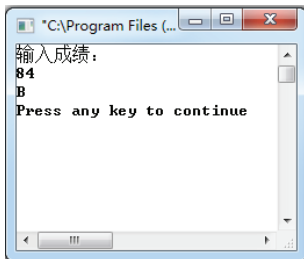 "C:\Program Files (...
输入成绩：
84
B
Press any key to continue